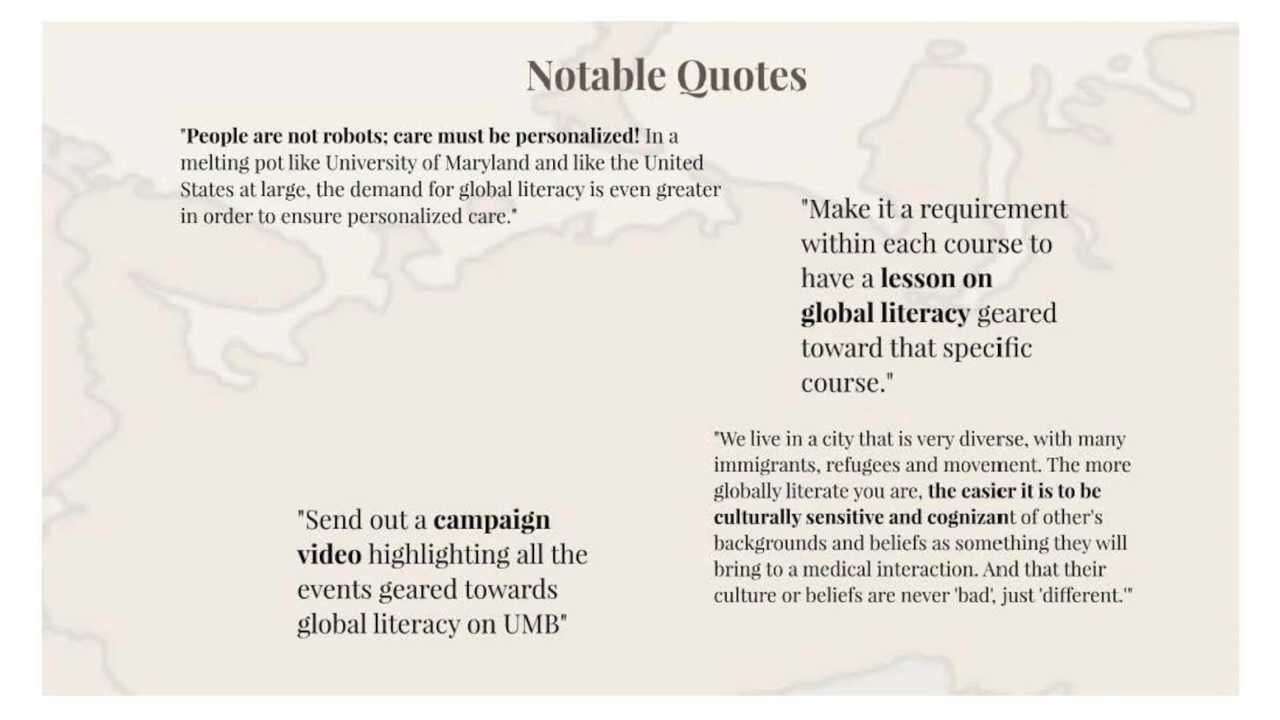 Notable Quotes
"People are not robots; care must be personalized! In a
melting pot like University of Maryland and like the United
States at large, the demand for global literacy is even greater
in order to ensure personalized care."
"Make it a requirement
within each course to
have a lesson on
global literacy geared
toward that specific
course."
"We live in a city that is very diverse, with many
immigrants, refugees and movement. The more
globally literate you are, the easier it is to be
culturally sensitive and cognizant of other's
backgrounds and beliefs as something they will
bring to a medical interaction. And that their
culture or beliefs are never 'bad', just 'different.'"
"Send out a campaign
video highlighting all the
events geared towards
global literacy on UMB"